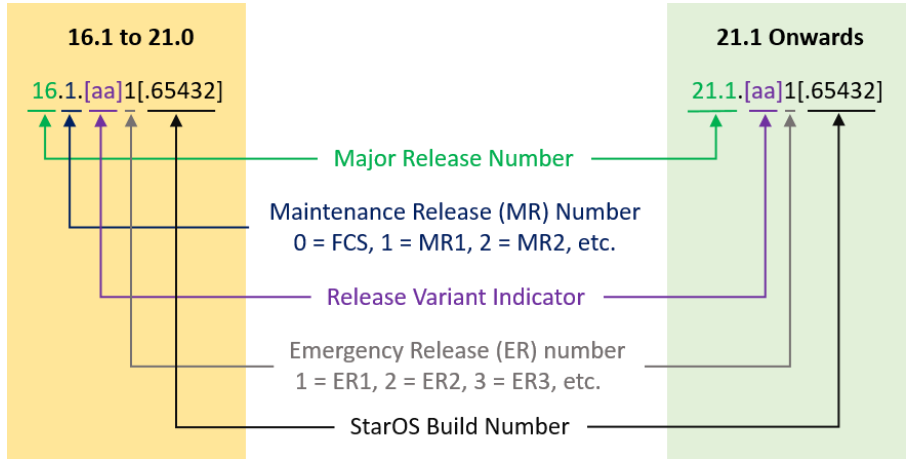 16.1 to 21.0
21.1 Onwards
16.1.[aa]1[.65432]
21.1.[aa]1[.65432]
Major Release Number
Maintenance Release (MR) Number
0 = FCS, 1 = MR1, 2 = MR2, etc.
Release Variant Indicator
Emergency Release (ER) number
1 = ER1, 2 = ER2, 3 = ER3, etc.
StarOS Build Number